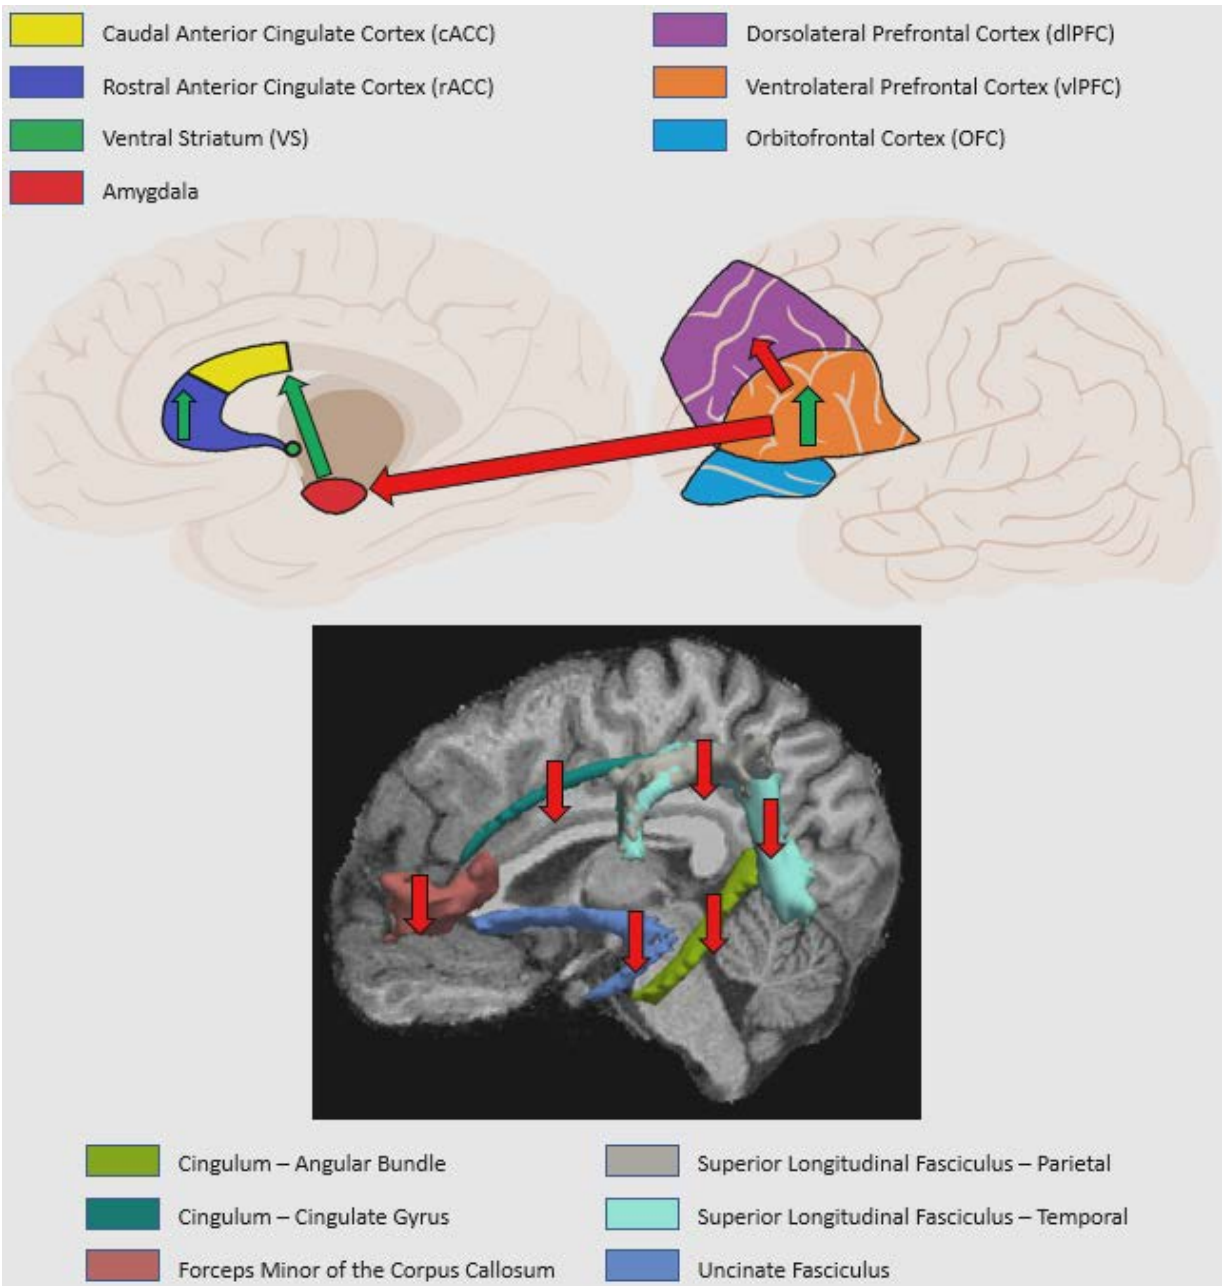 Caudal Anterior Cingulate Cortex (cACC)
Rostral Anterior Cingulate Cortex (rACC)
Ventral Striatum (VS)
Amygdala
Dorsolateral Prefrontal Cortex (dlPFC)
Ventrolateral Prefrontal Cortex (vlPFC)
Orbitofrontal Cortex (OFC)
Cingulum – Angular Bundle
Cingulum – Cingulate Gyrus
Forceps Minor of the Corpus Callosum
Superior Longitudinal Fasciculus – Parietal
Superior Longitudinal Fasciculus – Temporal
Uncinate Fasciculus